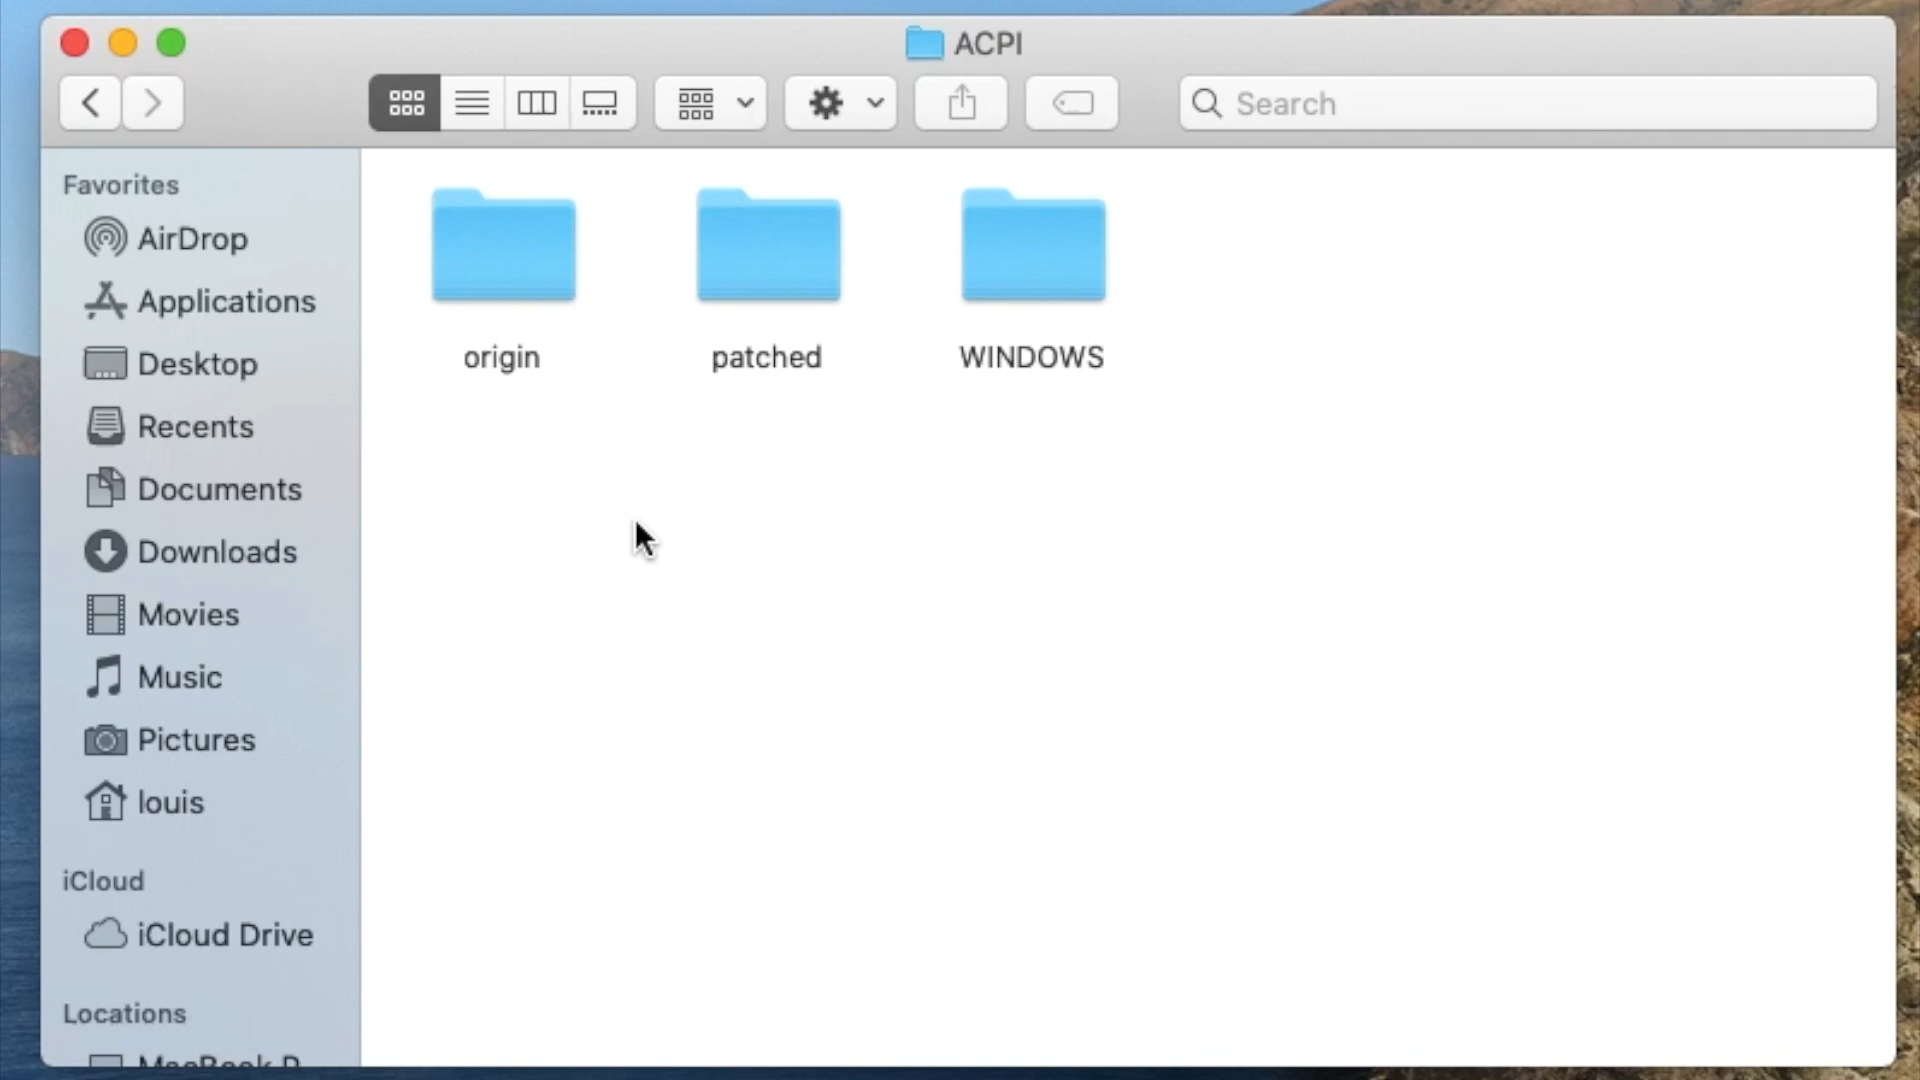 ACPI
Search
Favorites
AirDrop
Applications
Desktop
Recents
Documents
Downloads
Movies
Music
Pictures
louis
iCloud
iCloud Drive
Locations
origin
patched
WINDOWS